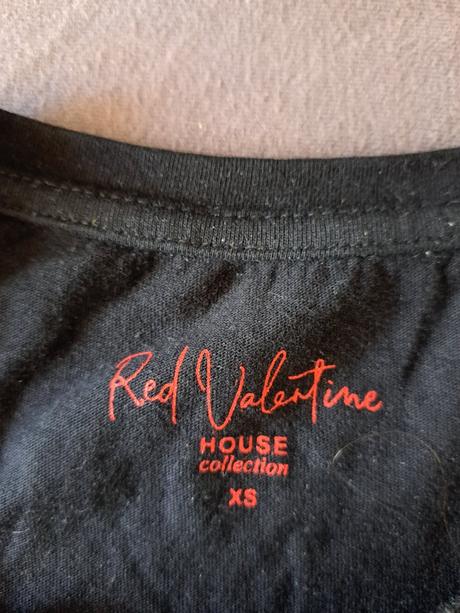 Red Valentine
HOUSE
collection
XS